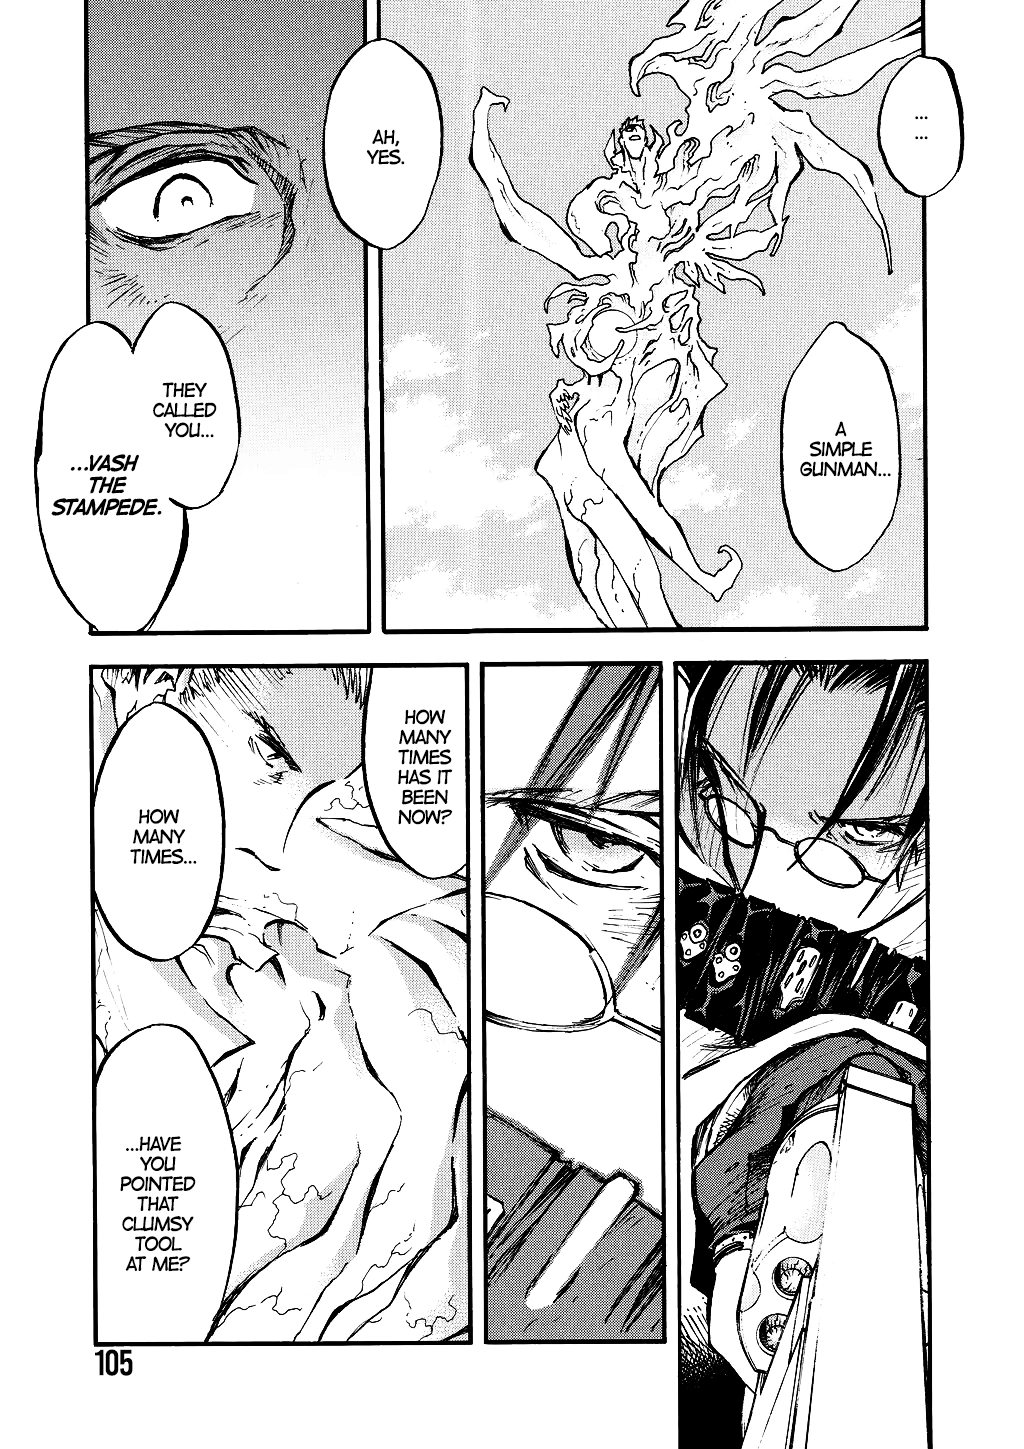 ...
...
A
SIMPLE
GUNMAN...
AH,
YES.
THEY
CALLED
YOU...
...VASH
THE
STAMPEDE.
HOW
MANY
TIMES
HAS IT
BEEN
NOW?
HOW
MANY
TIMES...
...HAVE
YOU
POINTED
THAT
CLUMSY
TOOL
AT ME?
105